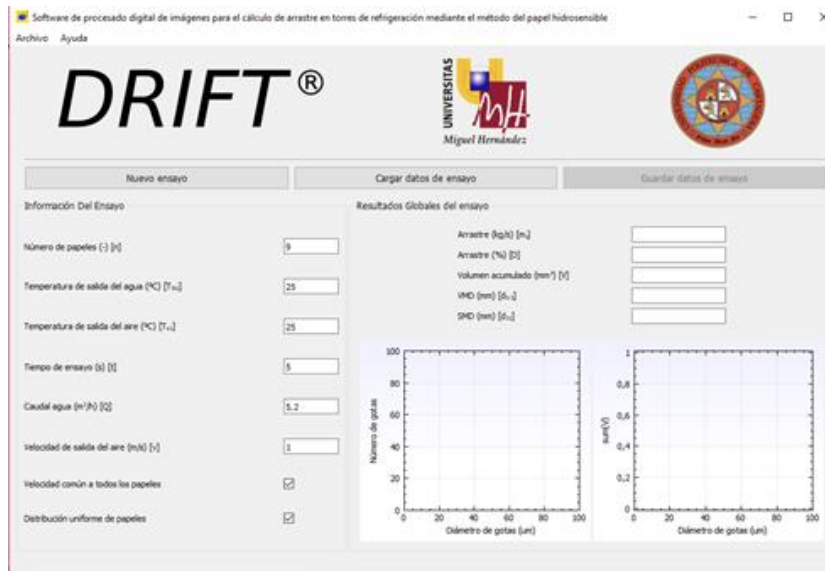 Software de procesado digital de imágenes para el cálculo de arrastre en torres de refrigeración mediante el método del papel hidrosensible
Archivo Ayuda
DRIFT®
UNIVERSITAS
Miguel Hernández
Nuevo ensayo
Cargar datos de ensayo
Guardar datos de ensayo
Información Del Ensayo
Número de papeles (-) [n]
9
Temperatura de salida del agua (ºC)
25
Temperatura de salida del aire (ºC)
25
Tiempo de ensayo (s) [t]
5
Caudal agua (m³/h) [Q]
5.2
Velocidad de salida del aire (m/s) [v]
1
Velocidad común a todos los papeles
Distribución uniforme de papeles
Resultados Globales del ensayo
Arrastre (kg/s)
Arrastre (%) [D]
Volumen acumulado (mm³) [V]
VMD (mm)
SMD (mm)
Número de gotas
100
80
60
40
20
0
0 20 40 60 80 100
Diámetro de gotas (um)
sum(V)
1
0,8
0,6
0,4
0,2
0
0 20 40 60 80 100
Diámetro de gotas (um)